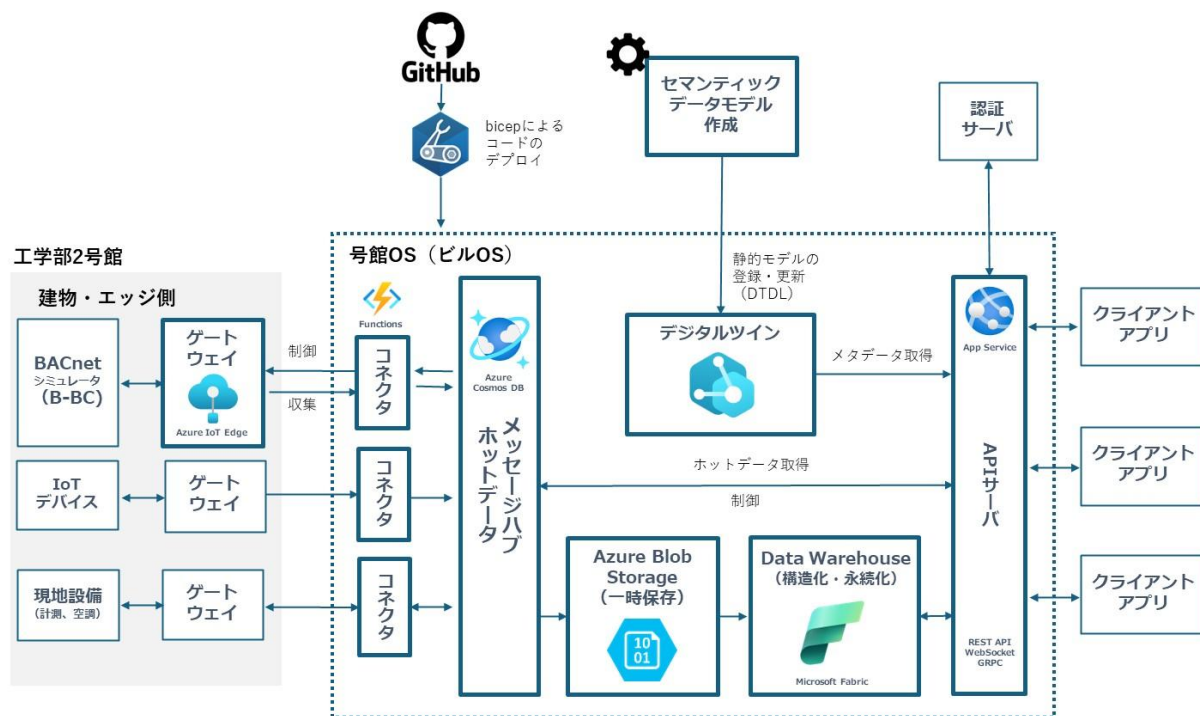 GitHub
bicepによる
コードの
デプロイ
セマンティック
データモデル
作成
認証
サーバ
工学部2号館
建物・エッジ側
号館OS（ビルOS）
静的モデルの
登録・更新
（DTDL）
BACnet
シミュレータ
（B-BC）
ゲート
ウェイ
Azure IoT Edge
制御
収集
Functions
コネクタ
Azure
Cosmos DB
メッセージハブ
ホットデータ
デジタルツイン
メタデータ取得
App Service
APIサーバ
REST API
WebSocket
GRPC
クライアント
アプリ
IoT
デバイス
ゲート
ウェイ
コネクタ
ホットデータ取得
制御
クライアント
アプリ
現地設備
（計測、空調）
ゲート
ウェイ
コネクタ
Azure Blob
Storage
（一時保存）
10
01
Data Warehouse
（構造化・永続化）
Microsoft Fabric
クライアント
アプリ